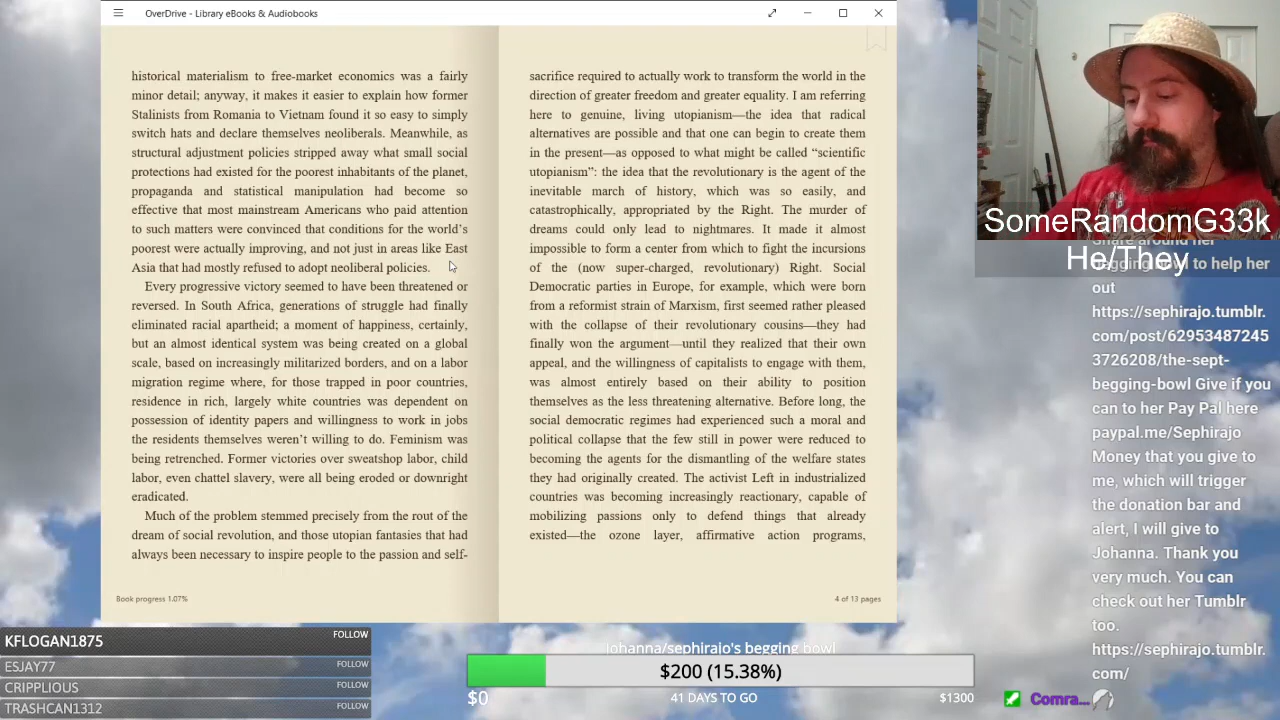 OverDrive - Library eBooks & Audiobooks
historical materialism to free-market economics was a fairly
minor detail; anyway, it makes it easier to explain how former
Stalinists from Romania to Vietnam found it so easy to simply
switch hats and declare themselves neoliberals. Meanwhile, as
structural adjustment policies stripped away what small social
protections had existed for the poorest inhabitants of the planet,
propaganda and statistical manipulation had become so
effective that most mainstream Americans who paid attention
to such matters were convinced that conditions for the world's
poorest were actually improving, and not just in areas like East
Asia that had mostly refused to adopt neoliberal policies.
Every progressive victory seemed to have been threatened or
reversed. In South Africa, generations of struggle had finally
eliminated racial apartheid; a moment of happiness, certainly,
but an almost identical system was being created on a global
scale, based on increasingly militarized borders, and on a labor
migration regime where, for those trapped in poor countries,
residence in rich, largely white countries was dependent on
possession of identity papers and willingness to work in jobs
the residents themselves weren't willing to do. Feminism was
being retrenched. Former victories over sweatshop labor, child
labor, even chattel slavery, were all being eroded or downright
eradicated.
Much of the problem stemmed precisely from the rout of the
dream of social revolution, and those utopian fantasies that had
always been necessary to inspire people to the passion and self-
Book progress 1.07%
sacrifice required to actually work to transform the world in the
direction of greater freedom and greater equality. I am referring
here to genuine, living utopianism—the idea that radical
alternatives are possible and that one can begin to create them
in the present—as opposed to what might be called “scientific
utopianism”: the idea that the revolutionary is the agent of the
inevitable march of history, which was so easily, and
catastrophically, appropriated by the Right. The murder of
dreams could only lead to nightmares. It made it almost
impossible to form a center from which to fight the incursions
of the (now super-charged, revolutionary) Right. Social
Democratic parties in Europe, for example, which were born
from a reformist strain of Marxism, first seemed rather pleased
with the collapse of their revolutionary cousins—they had
finally won the argument—until they realized that their own
appeal, and the willingness of capitalists to engage with them,
was almost entirely based on their ability to position
themselves as the less threatening alternative. Before long, the
social democratic regimes had experienced such a moral and
political collapse that the few still in power were reduced to
becoming the agents for the dismantling of the welfare states
they had originally created. The activist Left in industrialized
countries was becoming increasingly reactionary, capable of
mobilizing passions only to defend things that already
existed—the ozone layer, affirmative action programs,
4 of 13 pages
SomeRandomG33k
He/They
Share around her
begging bowl to help her
out
https://sephirajo.tumblr.
com/post/62953487245
3726208/the-sept-
begging-bowl Give if you
can to her Pay Pal here
paypal.me/Sephirajo
Money that you give to
me, which will trigger
the donation bar and
alert, I will give to
Johanna. Thank you
very much. You can
check out her Tumblr
too.
https://sephirajo.tumblr.
com/
Comra...
KFLOGAN1875 FOLLOW
ESJAY77 FOLLOW
CRIPPLIOUS FOLLOW
TRASHCAN1312 FOLLOW
Johanna/sephirajo's begging bowl
$200 (15.38%)
$0 41 DAYS TO GO $1300